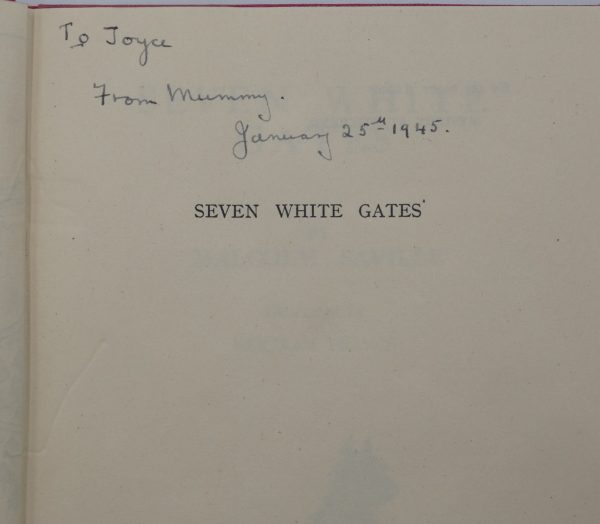 To Joyce
From Mummy.
January 25th 1945.
SEVEN WHITE GATES